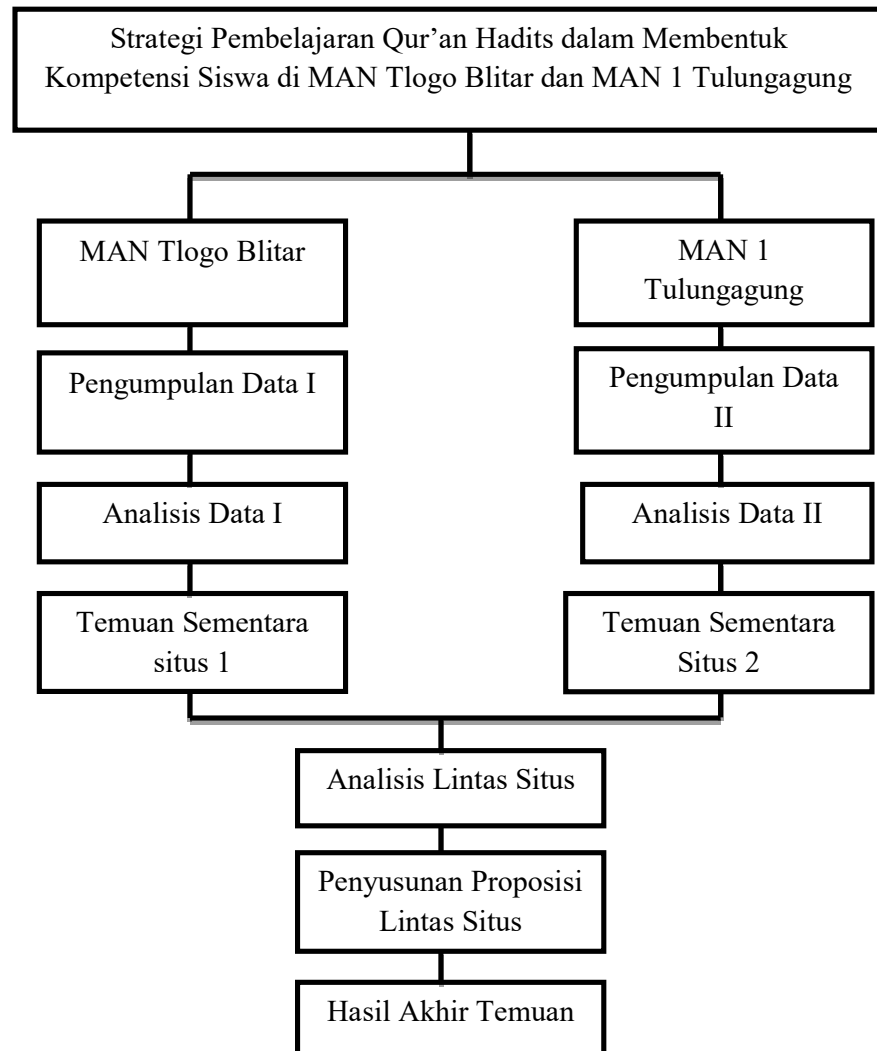 Strategi Pembelajaran Qur’an Hadits dalam Membentuk
Kompetensi Siswa di MAN Tlogo Blitar dan MAN 1 Tulungagung
MAN Tlogo Blitar
MAN 1
Tulungagung
Pengumpulan Data I
Pengumpulan Data
II
Analisis Data I
Analisis Data II
Temuan Sementara
situs 1
Temuan Sementara
Situs 2
Analisis Lintas Situs
Penyusunan Proposisi
Lintas Situs
Hasil Akhir Temuan